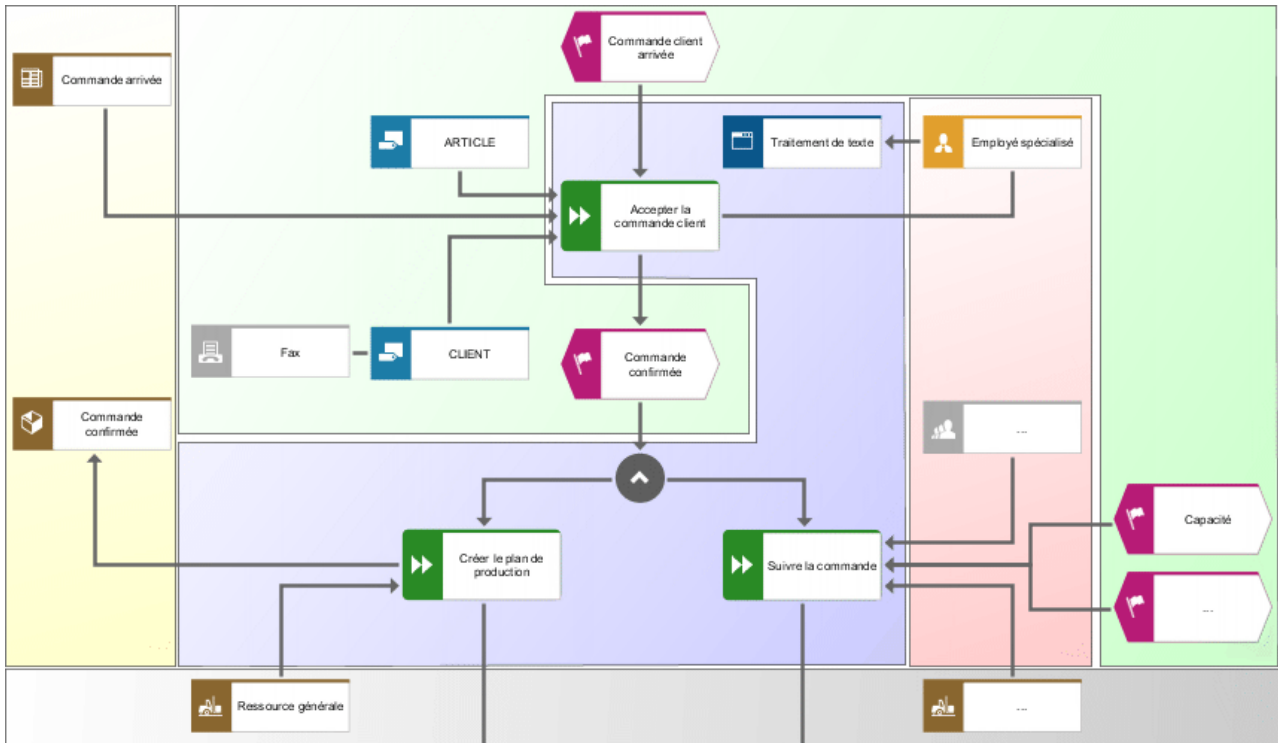 Commande client
arrivée
Commande arrivée
ARTICLE
Traitement de texte
Employé spécialisé
Accepter la
commande client
Fax
CLIENT
Commande
confirmée
Commande
confirmée
...
Capacité
Créer le plan de
production
Suivre la commande
...
Ressource générale
...